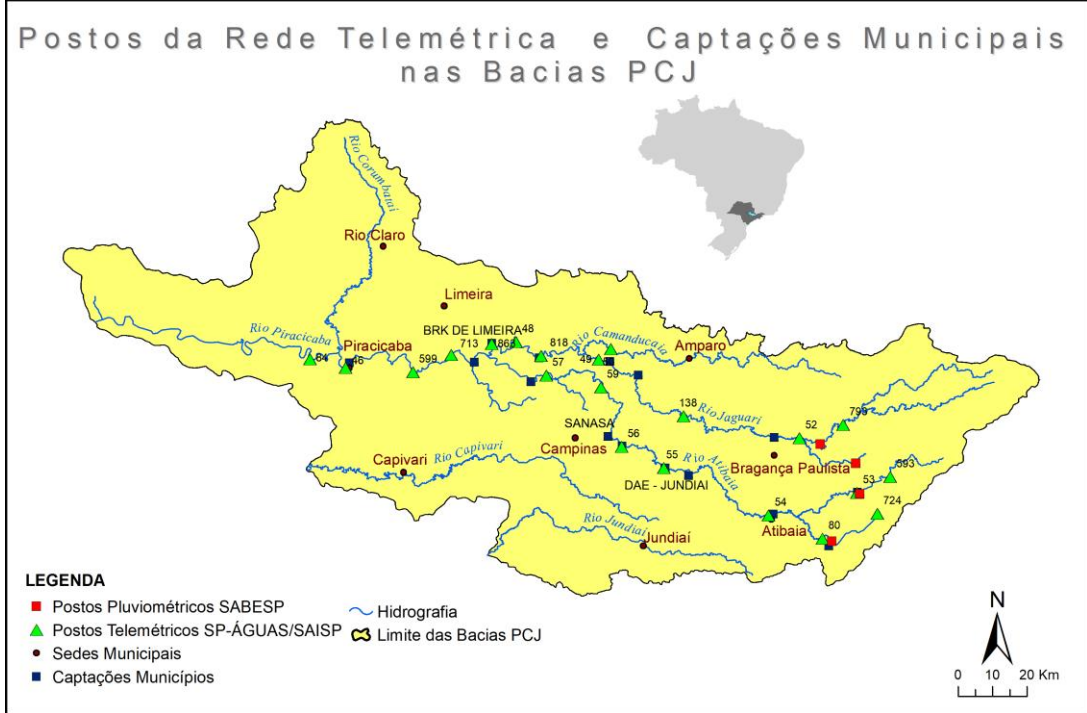 Postos da Rede Telemétrica e Captações Municipais
nas Bacias PCJ
Rio Corumbatai
Rio Claro
Limeira
BRK DE LIMEIRA
48
Rio Camanducaia
Rio Piracicaba
Piracicaba
713
868
818
Amparo
64
46
599
49
57
59
138
Rio Jaguari
798
52
SANASA
Campinas
56
Rio Capivari
Capivari
55
Rio Atibaia
Bragança Paulista
593
53
DAE - JUNDIAI
54
724
Rio Jundiaí
Atibaia
80
Jundiaí
LEGENDA
Postos Pluviométricos SABESP
Postos Telemétricos SP-ÁGUAS/SAISP
Sedes Municipais
Captações Municípios
Hidrografia
Limite das Bacias PCJ
N
0 10 20 Km